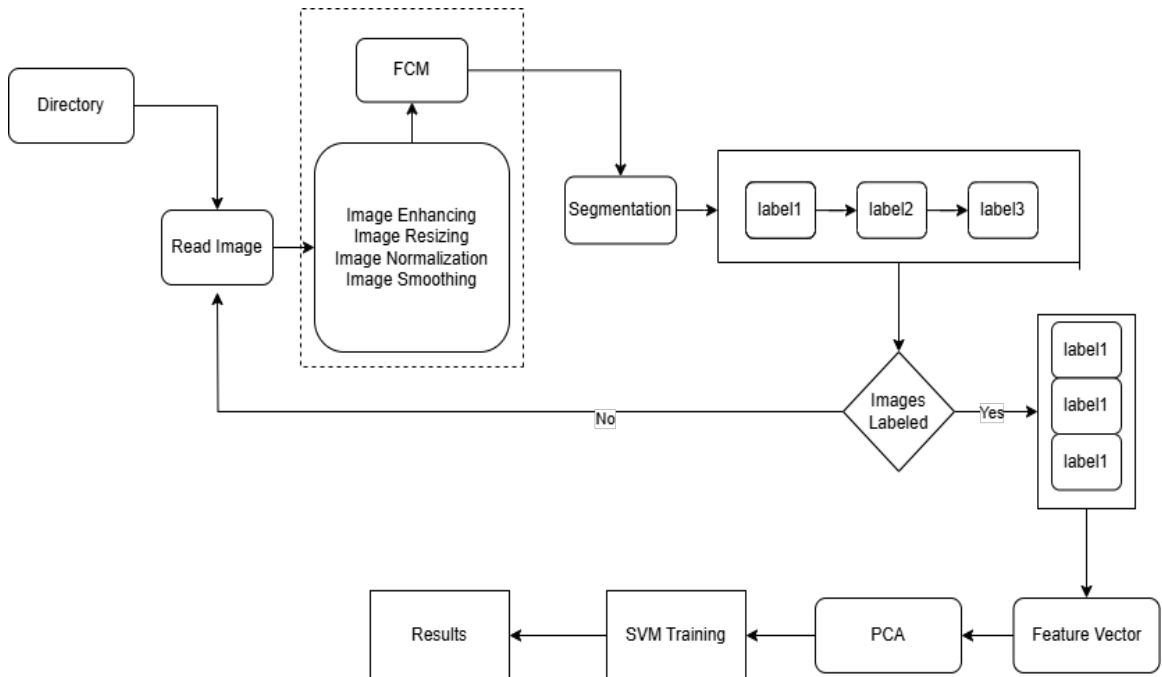 Directory
FCM
Read Image
Image Enhancing
Image Resizing
Image Normalization
Image Smoothing
Segmentation
label1
label2
label3
Images
Labeled
No
Yes
label1
label1
label1
Feature Vector
PCA
SVM Training
Results